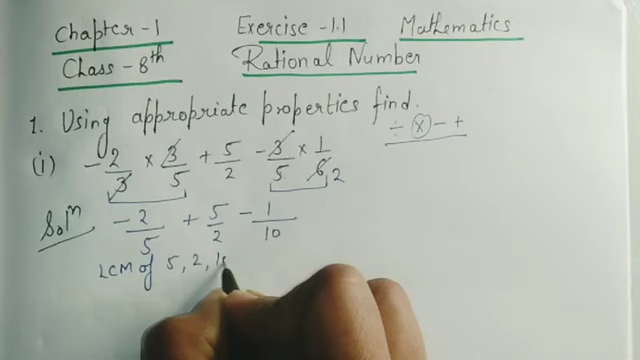 Chapter-1 Exercise-1.1 Mathematics
Class-8th Rational Number
1. Using appropriate properties find.
÷ × - +
(i) -2/3 × 3/5 + 5/2 - 3/5 × 1/6 2
Solⁿ -2/5 + 5/2 - 1/10
LCM of 5, 2, 1